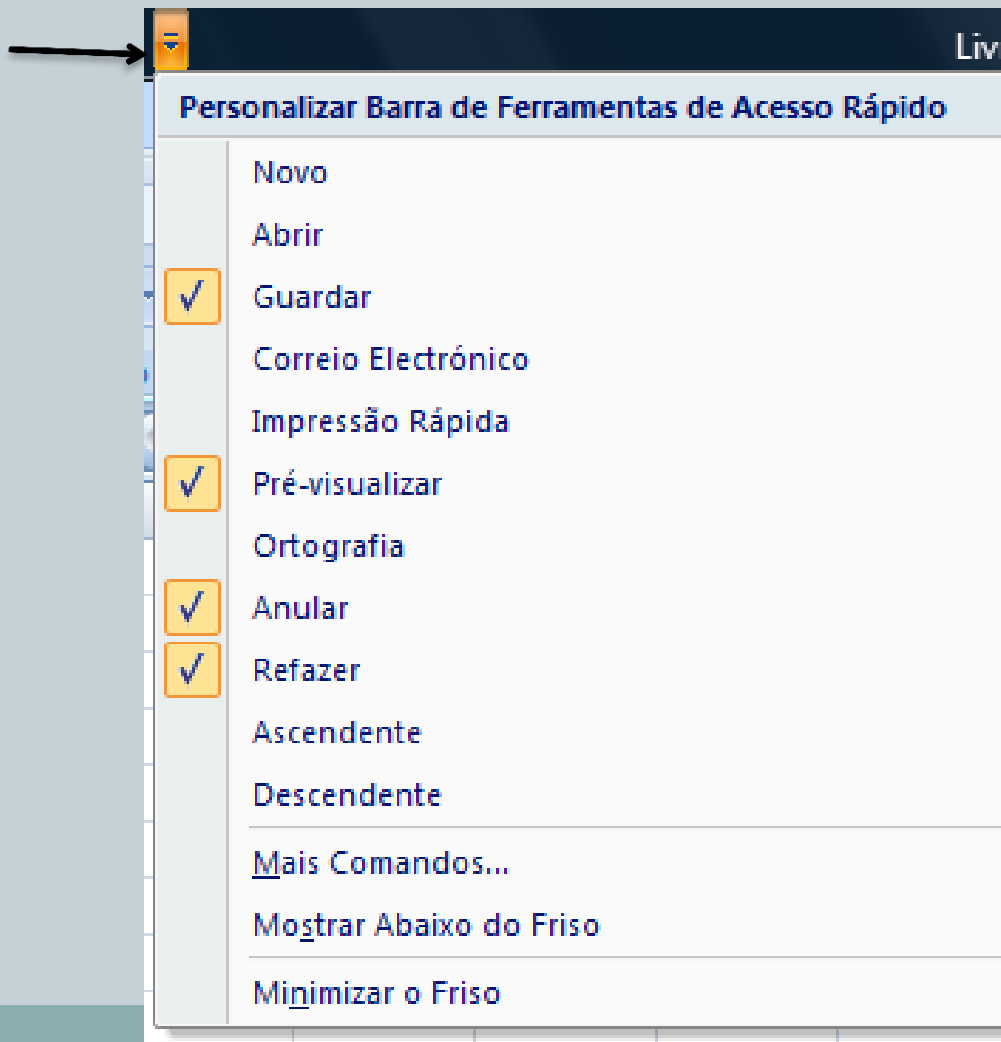 Liv
Personalizar Barra de Ferramentas de Acesso Rápido
Novo
Abrir
Guardar
Correio Electrónico
Impressão Rápida
Pré-visualizar
Ortografia
Anular
Refazer
Ascendente
Descendente
Mais Comandos...
Mostrar Abaixo do Friso
Minimizar o Friso